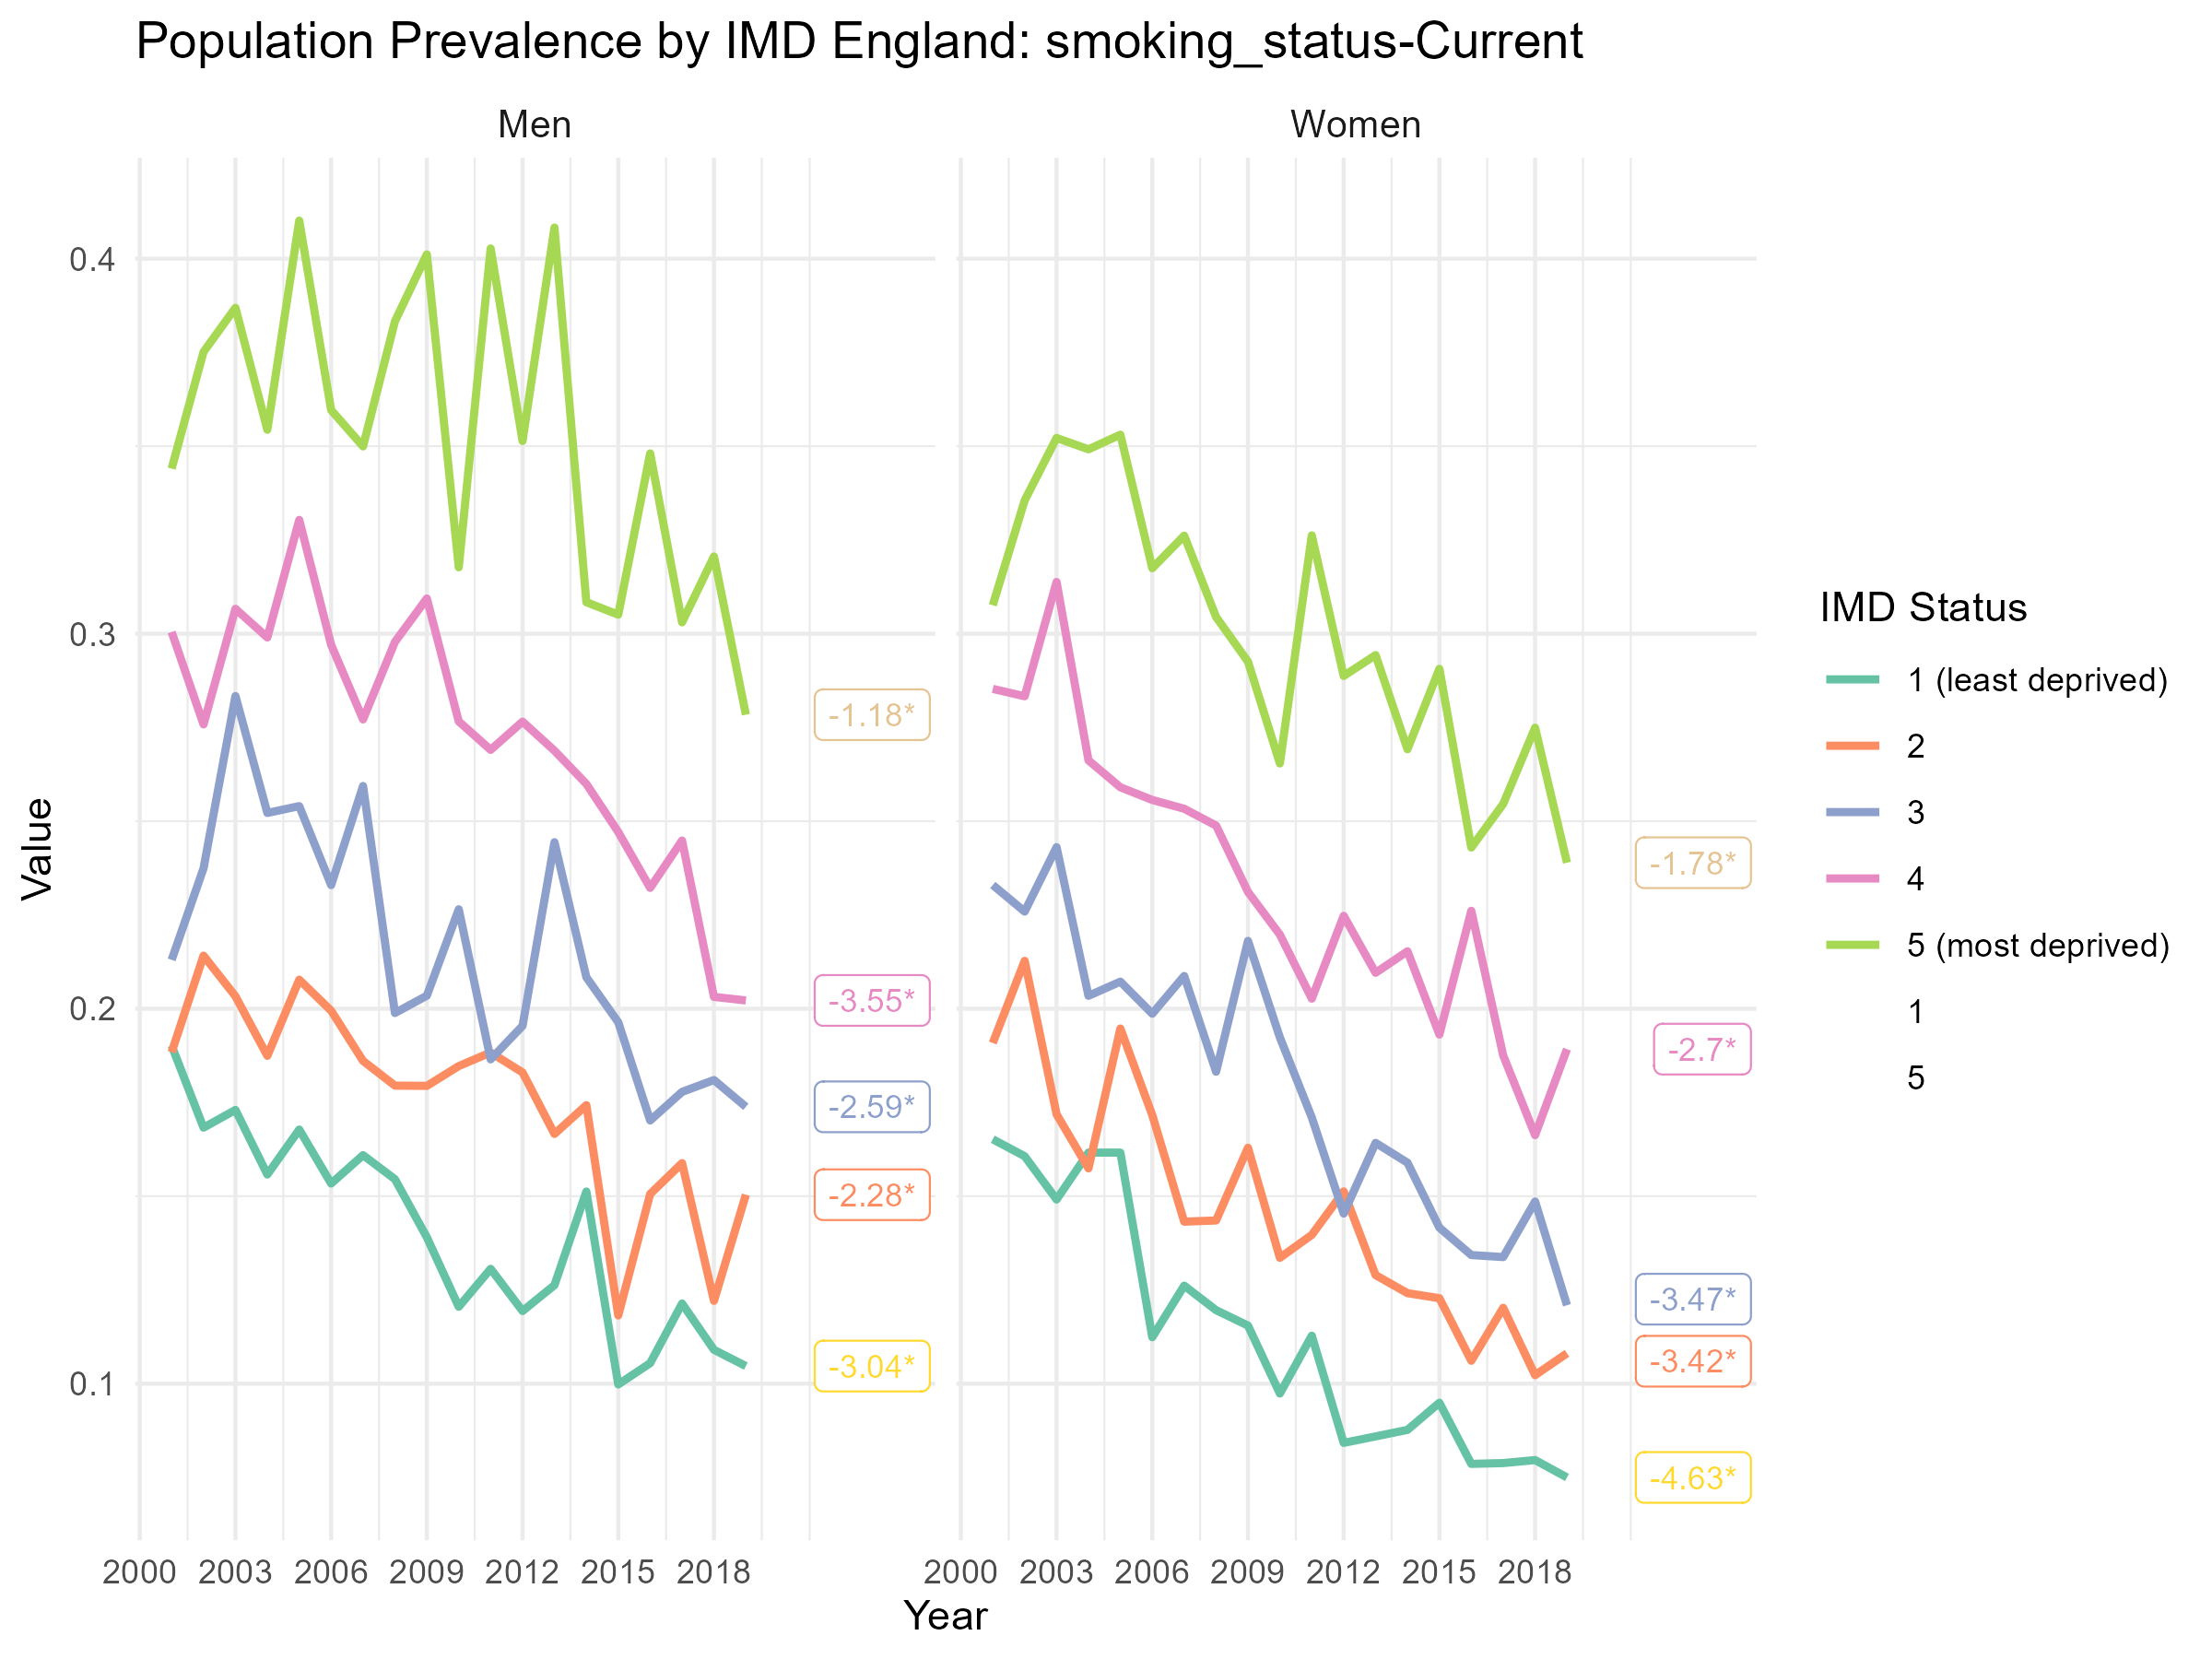 Population Prevalence by IMD England: smoking_status-Current
Men
Women
Value
0.4
0.3
0.2
0.1
-1.18*
-3.55*
-2.59*
-2.28*
-3.04*
-1.78*
-2.7*
-3.47*
-3.42*
-4.63*
2000 2003 2006 2009 2012 2015 2018
2000 2003 2006 2009 2012 2015 2018
Year
IMD Status
1 (least deprived)
2
3
4
5 (most deprived)
1
5